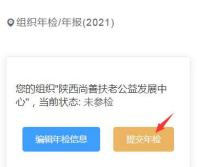 组织年检/年报(2021)
您的组织"陕西尚善扶老公益发展中
心"，当前状态: 未参检
编辑年检信息
提交年检